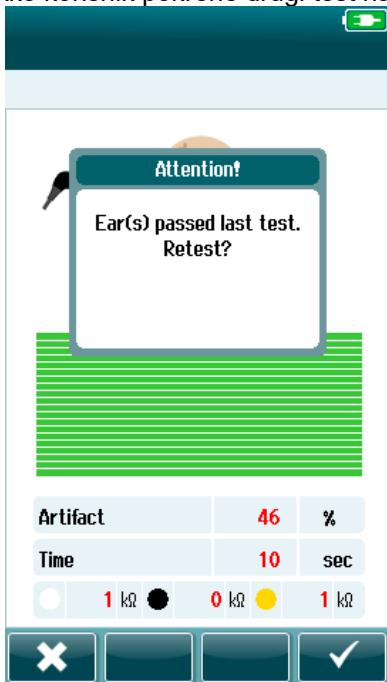 Attention!
Ear(s) passed last test.
Retest?
Artifact 46 %
Time 10 sec
1 kΩ 0 kΩ 1 kΩ